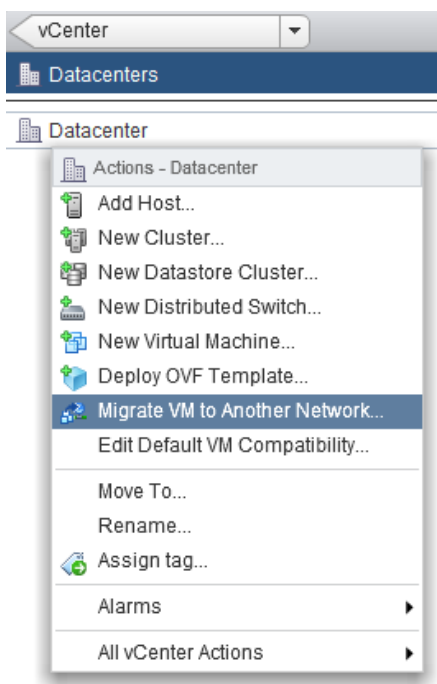 vCenter
Datacenters
Datacenter
Actions - Datacenter
Add Host...
New Cluster...
New Datastore Cluster...
New Distributed Switch...
New Virtual Machine...
Deploy OVF Template...
Migrate VM to Another Network...
Edit Default VM Compatibility...
Move To...
Rename...
Assign tag...
Alarms
All vCenter Actions